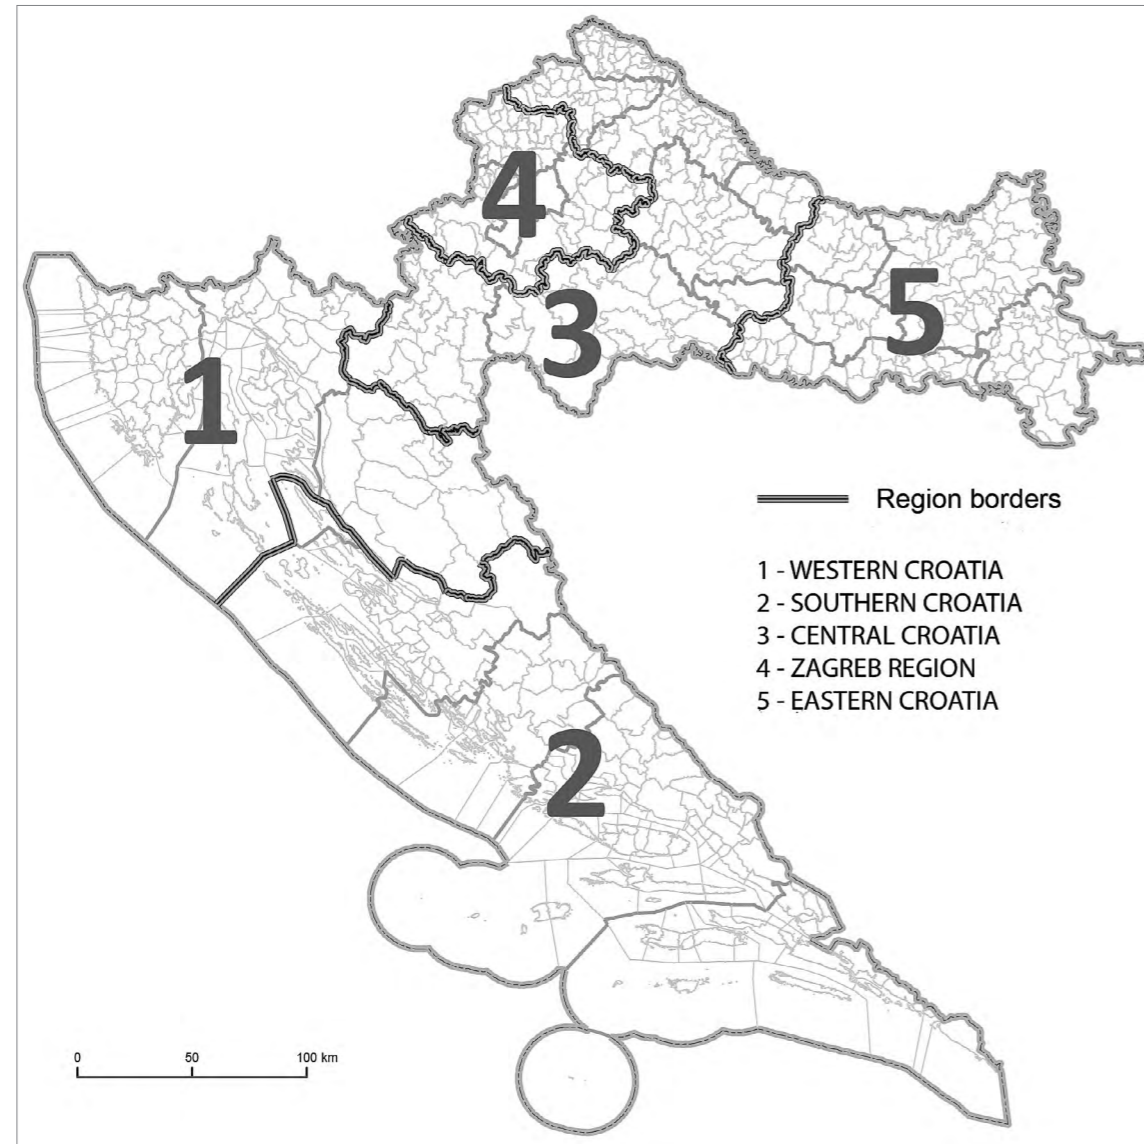 4
5
3
1
Region borders
1 - WESTERN CROATIA
2 - SOUTHERN CROATIA
3 - CENTRAL CROATIA
4 - ZAGREB REGION
5 - EASTERN CROATIA
2
0 50 100 km